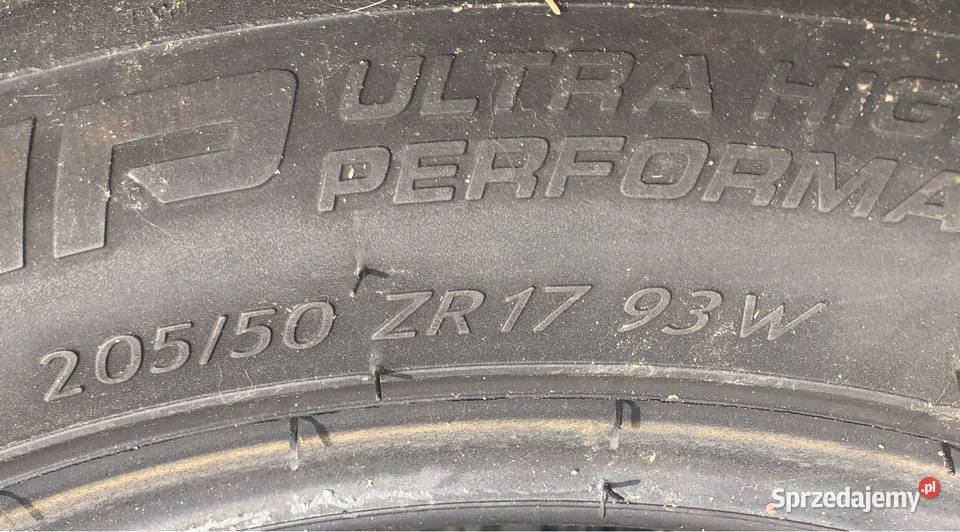 ULTRA HIG
PERFORMA
205/50 ZR17 93W
Sprzedajemy.pl